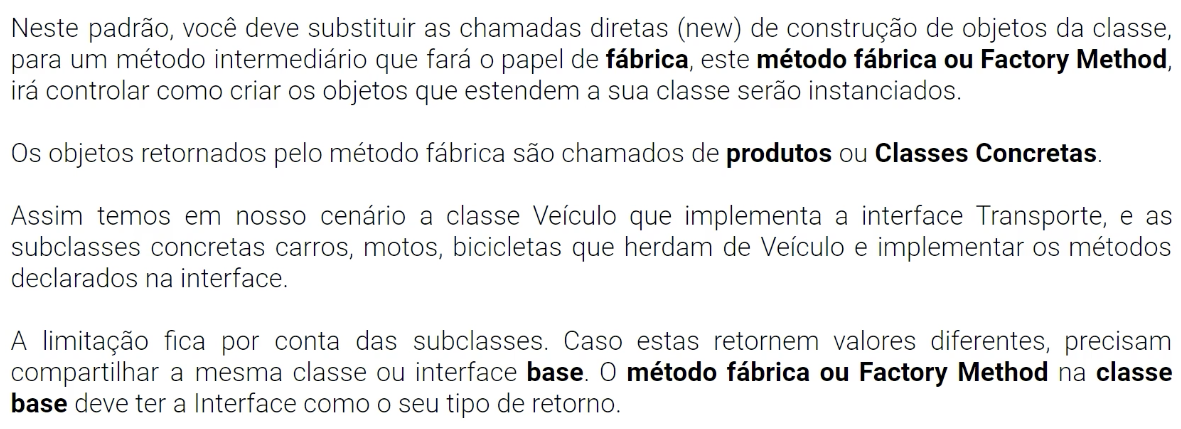 Neste padrão, você deve substituir as chamadas diretas (new) de construção de objetos da classe,
para um método intermediário que fará o papel de fábrica, este método fábrica ou Factory Method,
irá controlar como criar os objetos que estendem a sua classe serão instanciados.
Os objetos retornados pelo método fábrica são chamados de produtos ou Classes Concretas.
Assim temos em nosso cenário a classe Veículo que implementa a interface Transporte, e as
subclasses concretas carros, motos, bicicletas que herdam de Veículo e implementar os métodos
declarados na interface.
A limitação fica por conta das subclasses. Caso estas retornem valores diferentes, precisam
compartilhar a mesma classe ou interface base. O método fábrica ou Factory Method na classe
base deve ter a Interface como o seu tipo de retorno.